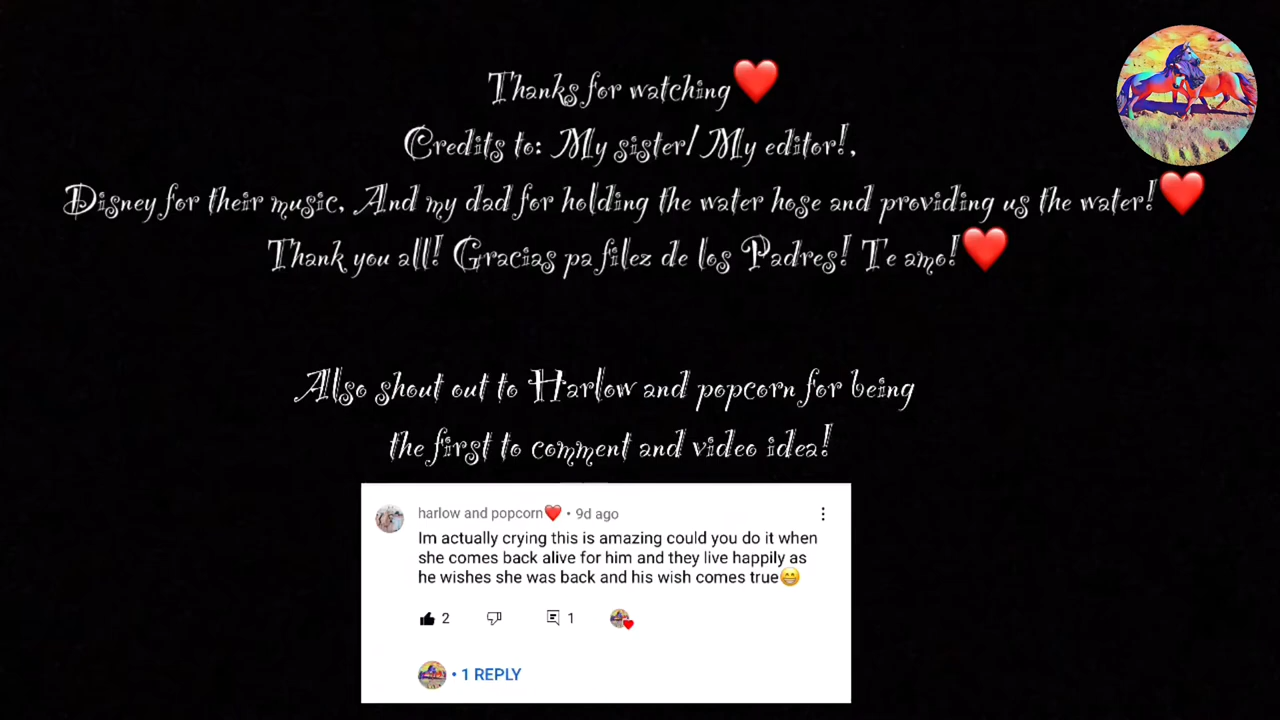 Thanks for watching❤️
Credits to: My sister/My editor!,
Disney for their music, And my dad for holding the water hose and providing us the water!❤️
Thank you all! Gracias pa filez de los Padres! Te amo!❤️
Also shout out to Harlow and popcorn for being
the first to comment and video idea!
harlow and popcorn❤️ • 9d ago
Im actually crying this is amazing could you do it when
she comes back alive for him and they live happily as
he wishes she was back and his wish comes true😁
2 1
• 1 REPLY